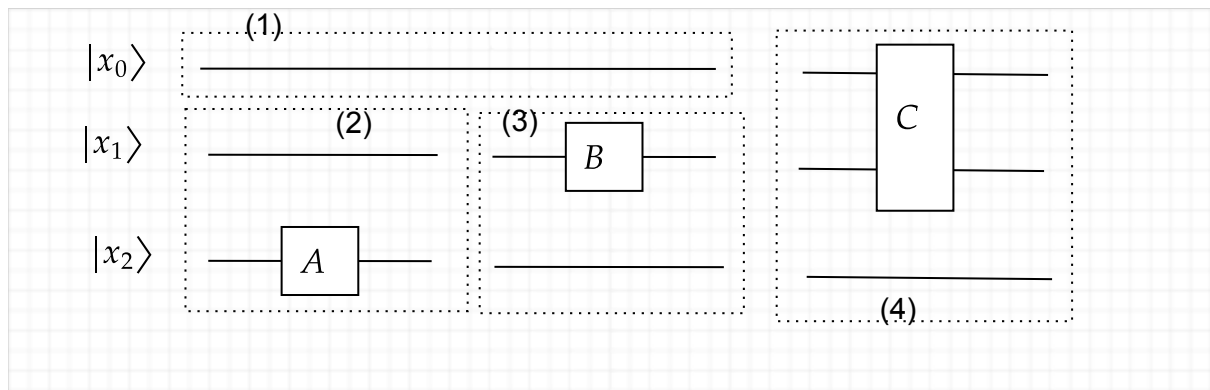 (1)
|x₀⟩
(2)
(3)
|x₁⟩
B
C
|x₂⟩
A
(4)